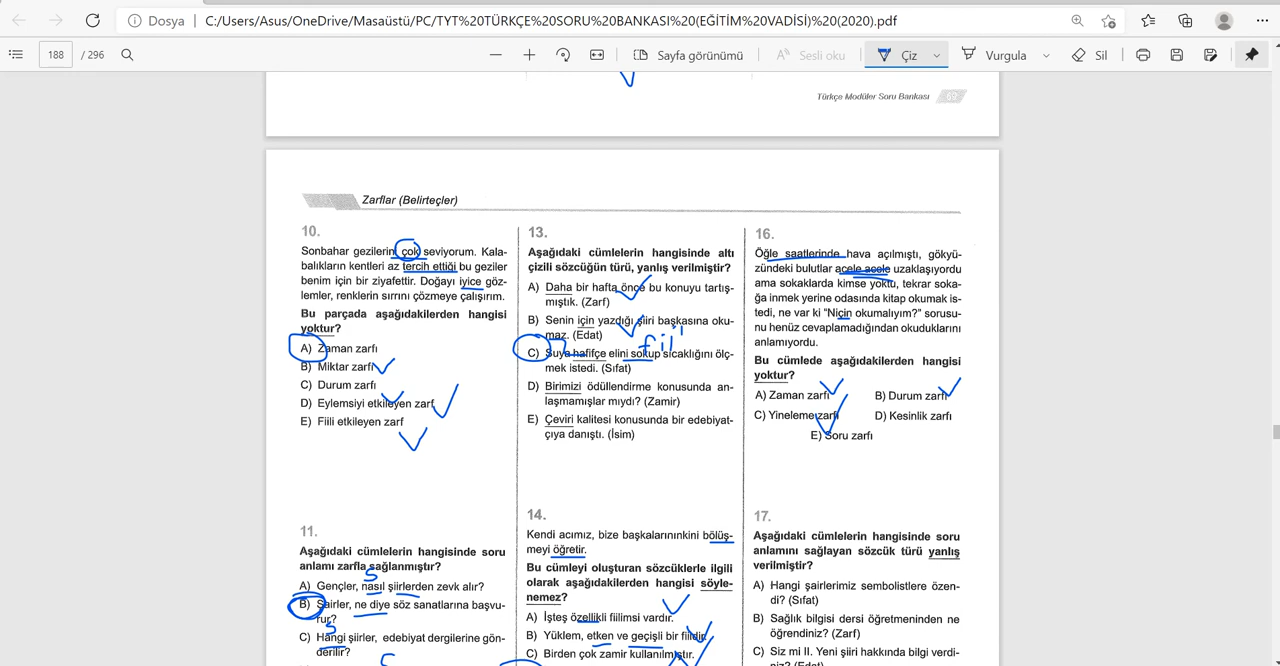 Dosya | C:/Users/Asus/OneDrive/Masaüstü/PC/TYT%20TÜRKÇE%20SORU%20BANKASI%20(EĞİTİM%20VADİSİ)%20(2020).pdf
188 / 296
Sayfa görünümü
Sesli oku
Çiz
Vurgula
Sil
Türkçe Modüler Soru Bankası 69
Zarflar (Belirteçler)
10.
Sonbahar gezilerini çok seviyorum. Kala-
balıkların kentleri az tercih ettiği bu geziler
benim için bir ziyafettir. Doğayı iyice göz-
lemler, renklerin sırrını çözmeye çalışırım.
Bu parçada aşağıdakilerden hangisi
yoktur?
A) Zaman zarfı
B) Miktar zarfı
C) Durum zarfı
D) Eylemsiyi etkileyen zarf
E) Fiili etkileyen zarf
11.
Aşağıdaki cümlelerin hangisinde soru
anlamı zarfla sağlanmıştır?
S
A) Gençler, nasıl şiirlerden zevk alır?
B) Şairler, ne diye söz sanatlarına başvu-
rur?
S
C) Hangi şiirler, edebiyat dergilerine gön-
derilir?
13.
Aşağıdaki cümlelerin hangisinde altı
çizili sözcüğün türü, yanlış verilmiştir?
A) Daha bir hafta önce bu konuyu tartış-
mıştık. (Zarf)
B) Senin için yazdığı şiiri başkasına oku-
maz. (Edat)
fiil
C) Suya hafifçe elini sokup sıcaklığını ölç-
mek istedi. (Sıfat)
D) Birimizi ödüllendirme konusunda an-
laşmamışlar mıydı? (Zamir)
E) Çeviri kalitesi konusunda bir edebiyat-
çıya danıştı. (İsim)
14.
Kendi acımız, bize başkalarınınkini bölüş-
meyi öğretir.
Bu cümleyi oluşturan sözcüklerle ilgili
olarak aşağıdakilerden hangisi söyle-
nemez?
A) İşteş özellikli fiilimsi vardır.
B) Yüklem, etken ve geçişli bir fiildir.
C) Birden çok zamir kullanılmıştır.
16.
Öğle saatlerinde hava açılmıştı, gökyü-
zündeki bulutlar acele acele uzaklaşıyordu
ama sokaklarda kimse yoktu, tekrar soka-
ğa inmek yerine odasında kitap okumak is-
tedi, ne var ki "Niçin okumalıyım?" sorusu-
nu henüz cevaplamadığından okuduklarını
anlamıyordu.
Bu cümlede aşağıdakilerden hangisi
yoktur?
A) Zaman zarfı B) Durum zarfı
C) Yineleme zarfı D) Kesinlik zarfı
E) Soru zarfı
17.
Aşağıdaki cümlelerin hangisinde soru
anlamını sağlayan sözcük türü yanlış
verilmiştir?
A) Hangi şairlerimiz sembolistlere özen-
di? (Sıfat)
B) Sağlık bilgisi dersi öğretmeninden ne
öğrendiniz? (Zarf)
C) Siz mi II. Yeni şiiri hakkında bilgi verdi-
niz? (Edat)